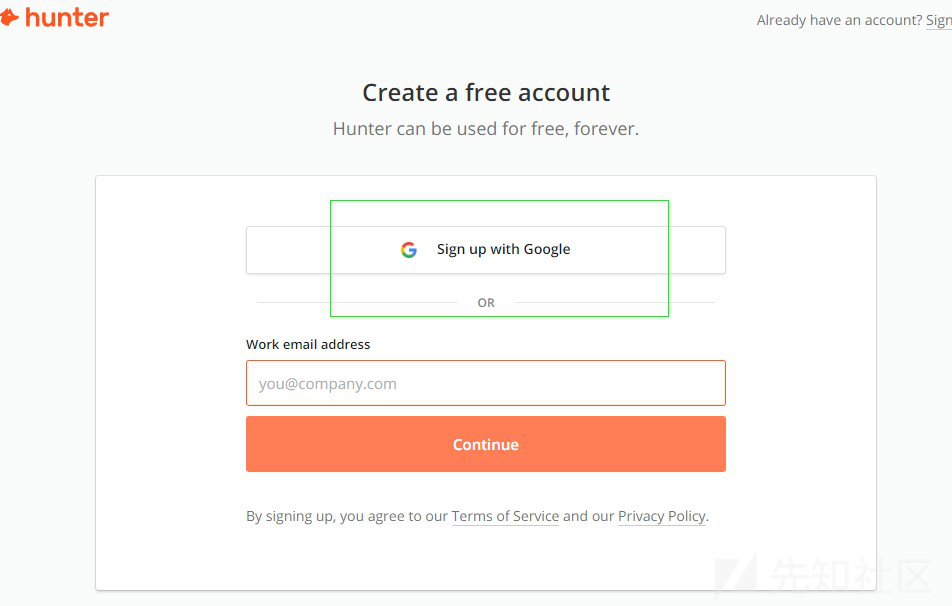 hunter
Already have an account? Sign
Create a free account
Hunter can be used for free, forever.
Sign up with Google
OR
Work email address
you@company.com
Continue
By signing up, you agree to our Terms of Service and our Privacy Policy.
先知社区